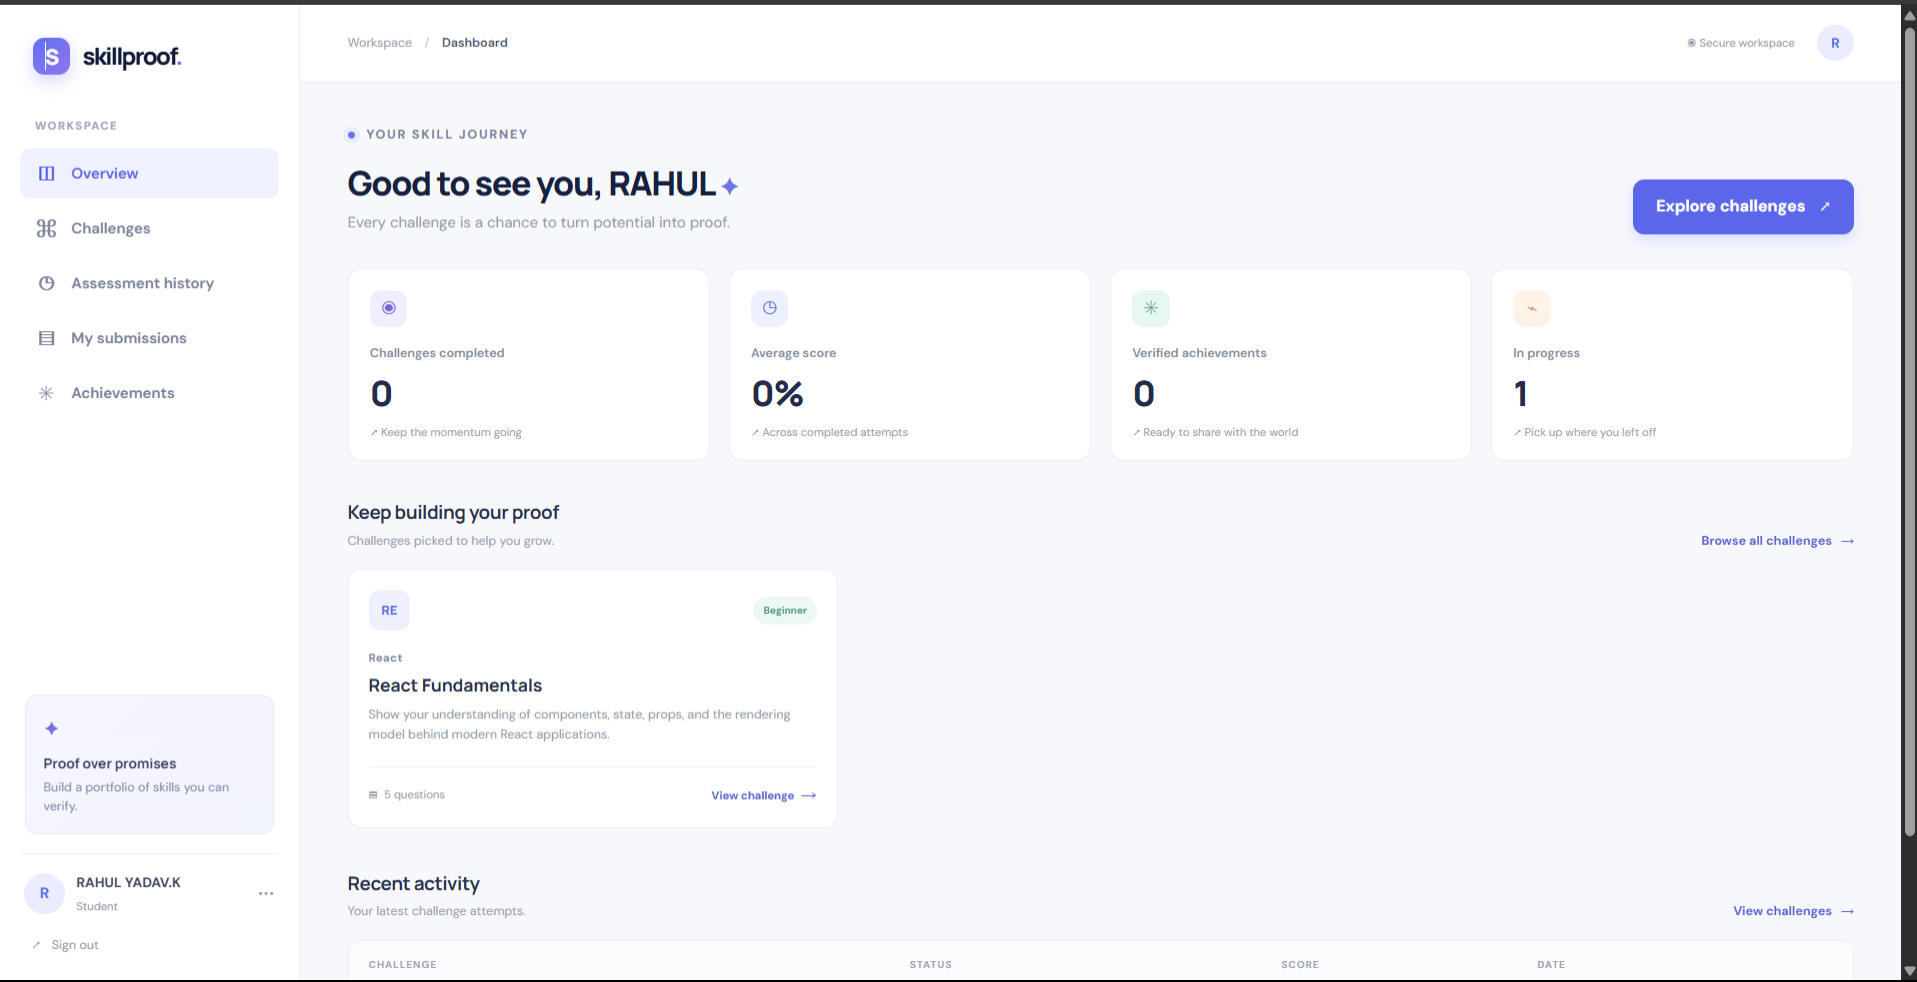 skillproof.
WORKSPACE
Overview
Challenges
Assessment history
My submissions
Achievements
Proof over promises
Build a portfolio of skills you can
verify.
R
RAHUL YADAV.K
Student
Sign out
Workspace / Dashboard
Secure workspace
R
YOUR SKILL JOURNEY
Good to see you, RAHUL
Every challenge is a chance to turn potential into proof.
Explore challenges
Challenges completed
0
Keep the momentum going
Average score
0%
Across completed attempts
Verified achievements
0
Ready to share with the world
In progress
1
Pick up where you left off
Keep building your proof
Challenges picked to help you grow.
Browse all challenges
RE
Beginner
React
React Fundamentals
Show your understanding of components, state, props, and the rendering
model behind modern React applications.
5 questions
View challenge
Recent activity
Your latest challenge attempts.
View challenges
CHALLENGE STATUS SCORE DATE